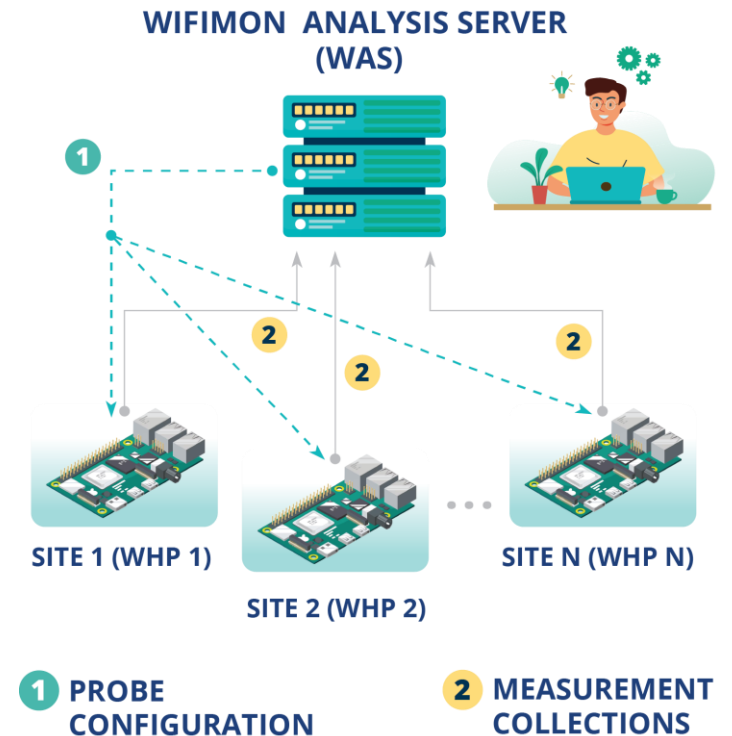 WIFIMON ANALYSIS SERVER
(WAS)
1
2
2
2
SITE 1 (WHP 1)
SITE N (WHP N)
SITE 2 (WHP 2)
1 PROBE
CONFIGURATION
2 MEASUREMENT
COLLECTIONS